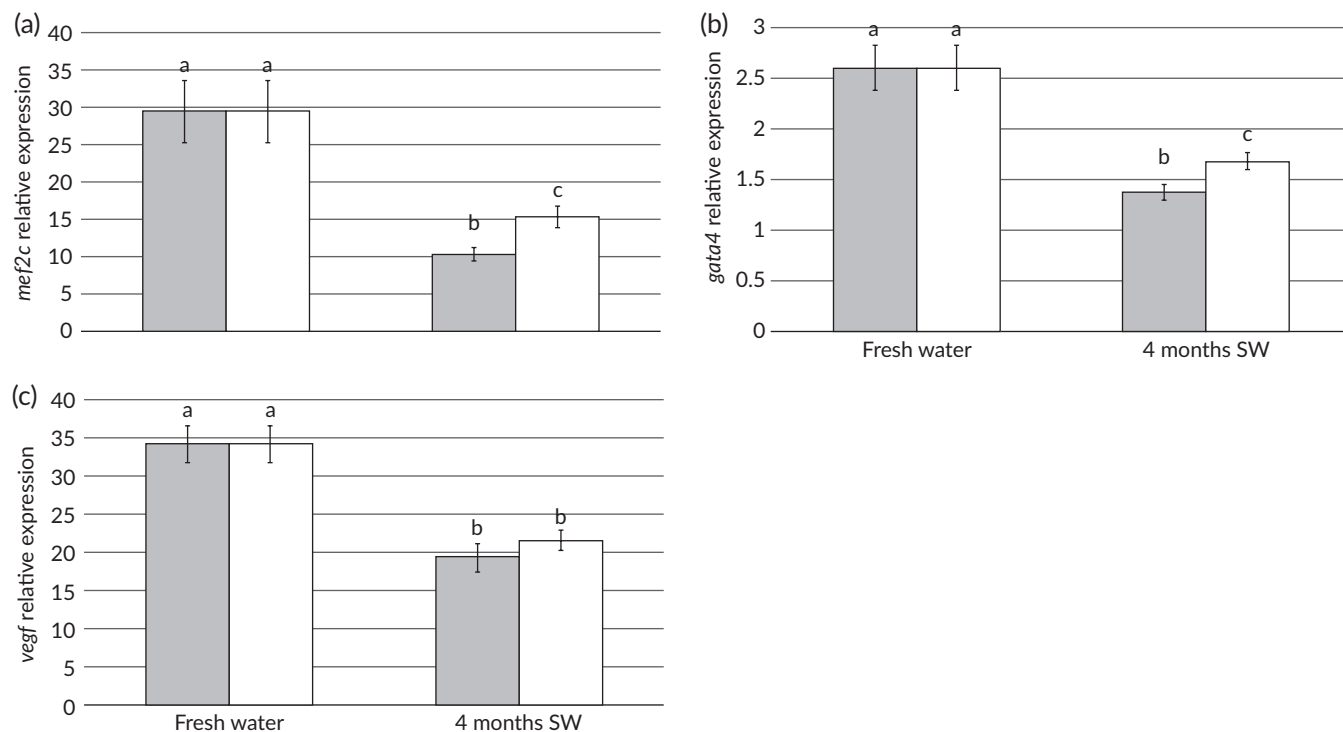 (a)
mef2c relative expression
40
35
30
25
20
15
10
5
0
a a
b
c
(b)
gata4 relative expression
3
2.5
2
1.5
1
0.5
0
a a
b
c
Fresh water 4 months SW
(c)
vegf relative expression
40
35
30
25
20
15
10
5
0
a a
b b
Fresh water 4 months SW